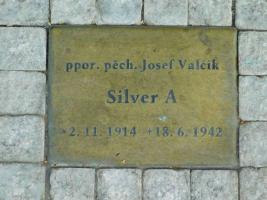 ppor. pěch. Josef Valčík
Silver A
* 2. 11. 1914 + 18. 6. 1942